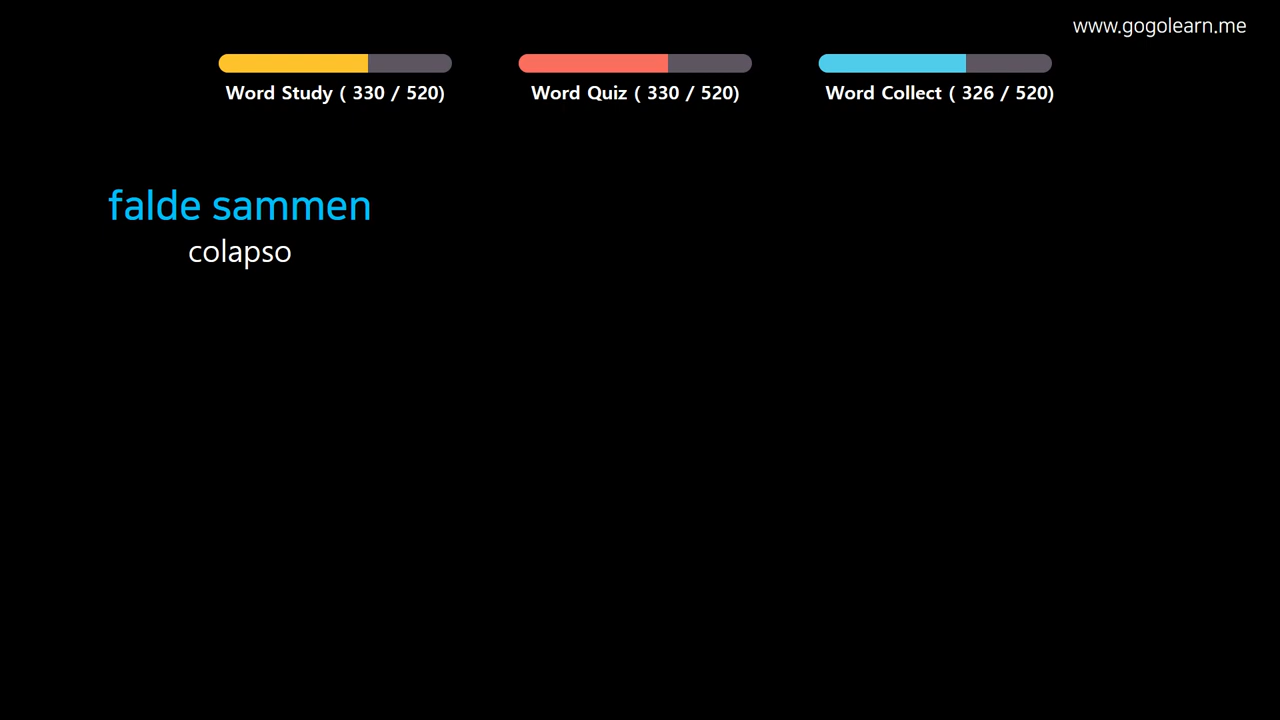 www.gogolearn.me
Word Study ( 330 / 520)
Word Quiz ( 330 / 520)
Word Collect ( 326 / 520)
falde sammen
colapso